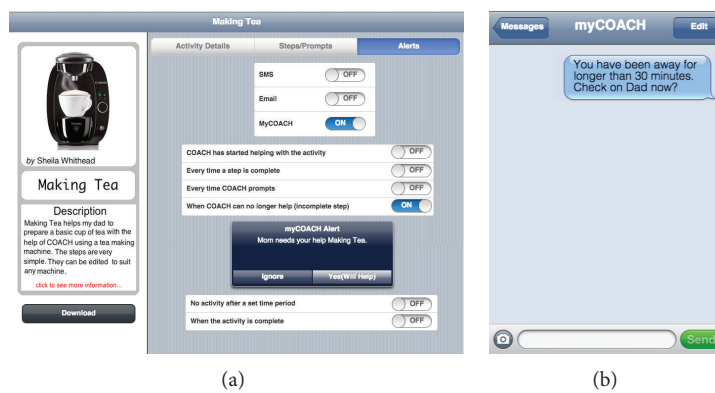 Making Tea
by Sheila Whithead
Making Tea
Description
Making Tea helps my dad to
prepare a basic cup of tea with the
help of COACH using a tea making
machine. The steps are very
simple. They can be edited to suit
any machine.
click to see more information...
Download
Activity Details
Steps/Prompts
Alerts
SMS OFF
Email OFF
MyCOACH ON
COACH has started helping with the activity OFF
Every time a step is complete OFF
Every time COACH prompts OFF
When COACH can no longer help (incomplete step) ON
myCOACH Alert
Mom needs your help Making Tea.
Ignore Yes(Will Help)
No activity after a set time period OFF
When the activity is complete OFF
(a)
Messages myCOACH Edit
You have been away for
longer than 30 minutes.
Check on Dad now?
Send
(b)